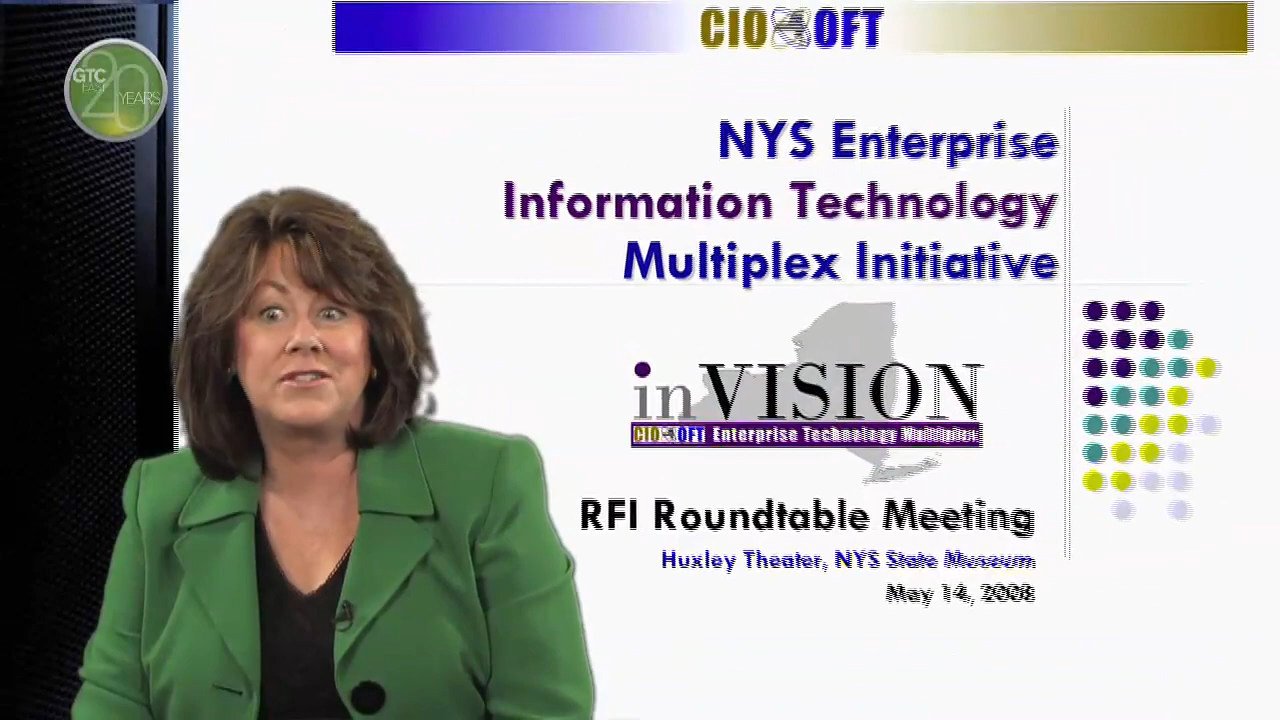 CIO OFT
GTC
EAST
20
YEARS
NYS Enterprise
Information Technology
Multiplex Initiative
inVISION
CIO OFT Enterprise Technology Multiplex
RFI Roundtable Meeting
Huxley Theater, NYS State Museum
May 14, 2008